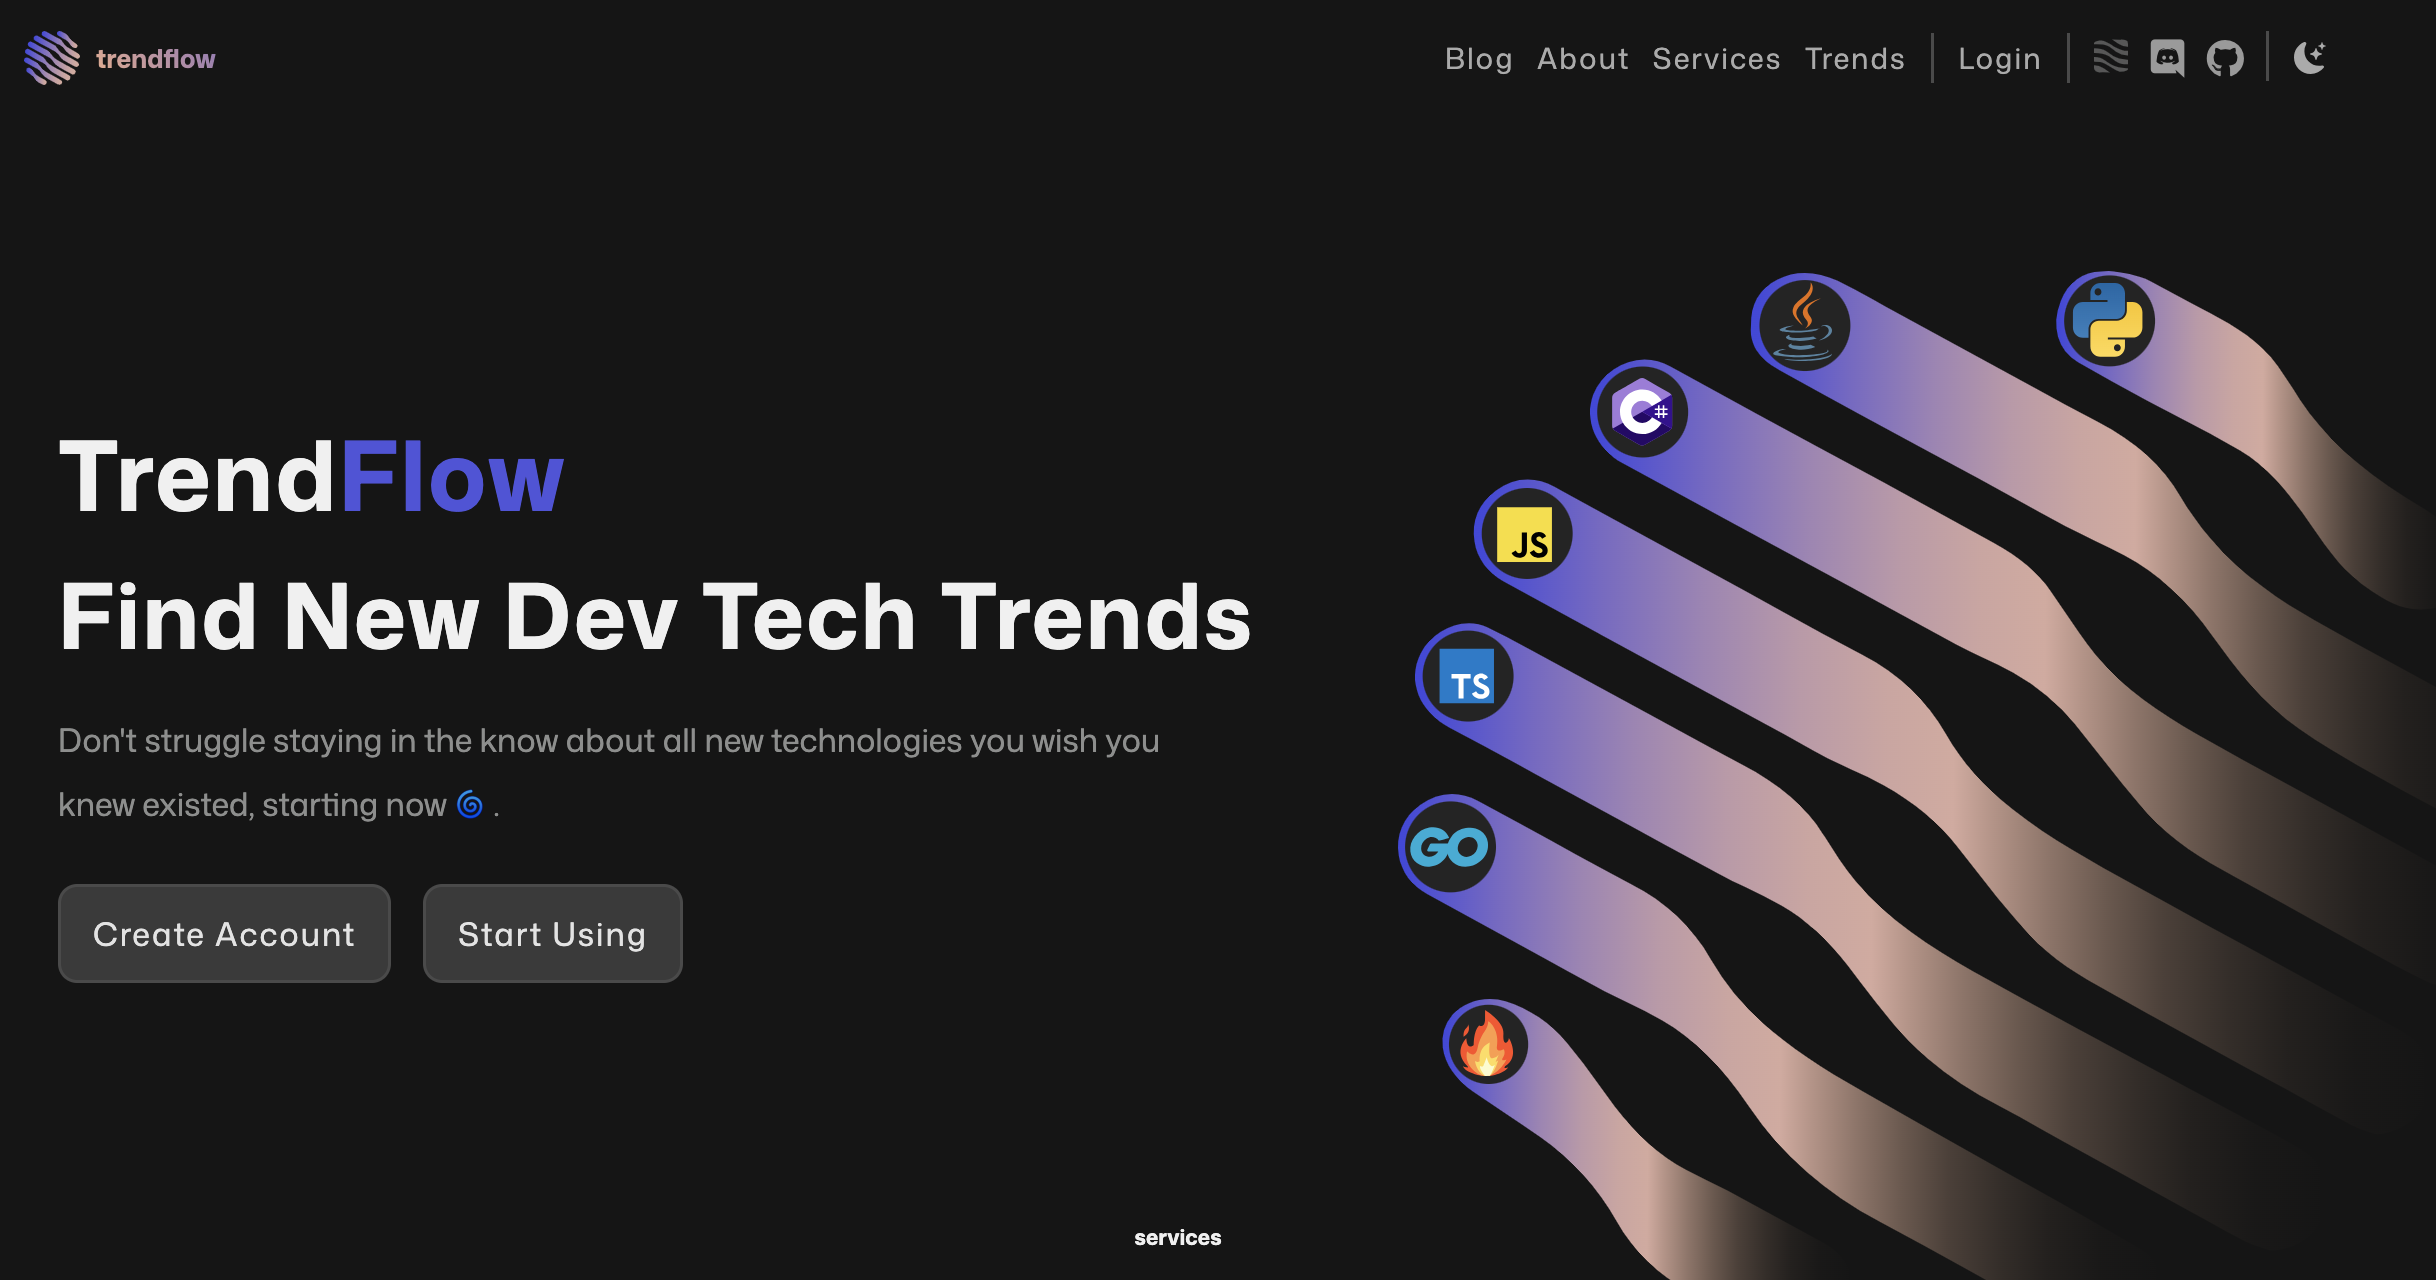 trendflow
Blog About Services Trends Login
TrendFlow
Find New Dev Tech Trends
Don't struggle staying in the know about all new technologies you wish you
knew existed, starting now 🌀 .
Create Account
Start Using
C#
JS
TS
GO
services